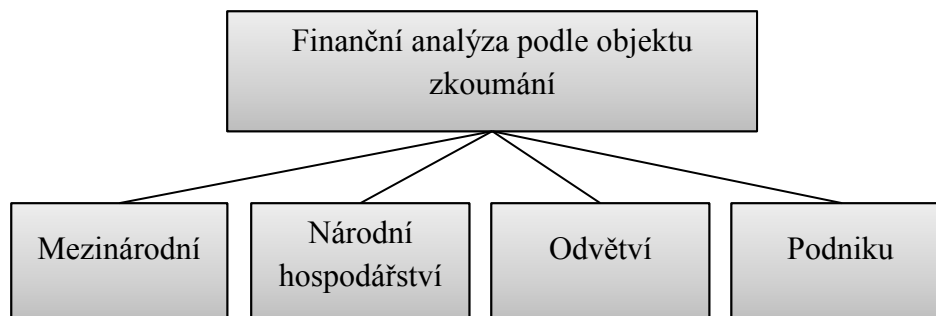 Finanční analýza podle objektu
zkoumání
Mezinárodní
Národní
hospodářství
Odvětví
Podniku